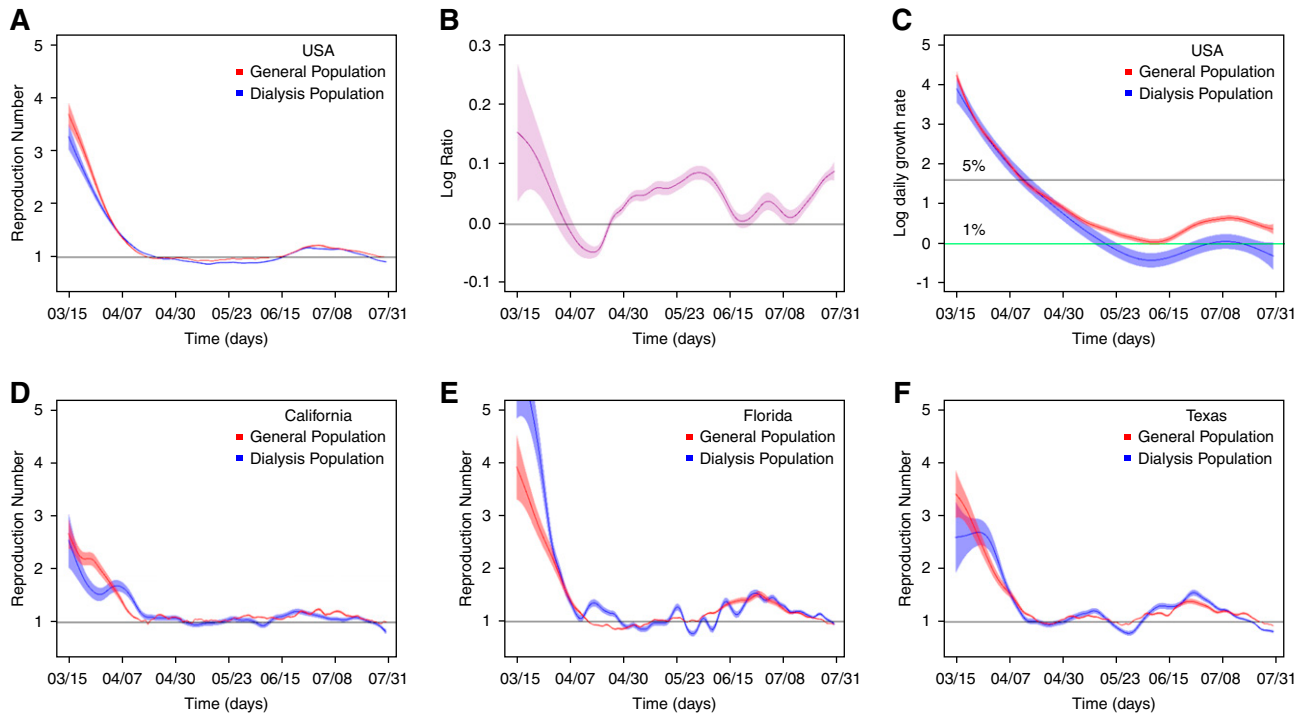 A
USA
General Population
Dialysis Population
Reproduction Number
5
4
3
2
1
03/15 04/07 04/30 05/23 06/15 07/08 07/31
Time (days)
B
Log Ratio
0.3
0.2
0.1
0.0
-0.1
03/15 04/07 04/30 05/23 06/15 07/08 07/31
Time (days)
C
USA
General Population
Dialysis Population
Log daily growth rate
5
4
3
2
1
0
-1
5%
1%
03/15 04/07 04/30 05/23 06/15 07/08 07/31
Time (days)
D
California
General Population
Dialysis Population
Reproduction Number
5
4
3
2
1
03/15 04/07 04/30 05/23 06/15 07/08 07/31
Time (days)
E
Florida
General Population
Dialysis Population
Reproduction Number
5
4
3
2
1
03/15 04/07 04/30 05/23 06/15 07/08 07/31
Time (days)
F
Texas
General Population
Dialysis Population
Reproduction Number
5
4
3
2
1
03/15 04/07 04/30 05/23 06/15 07/08 07/31
Time (days)